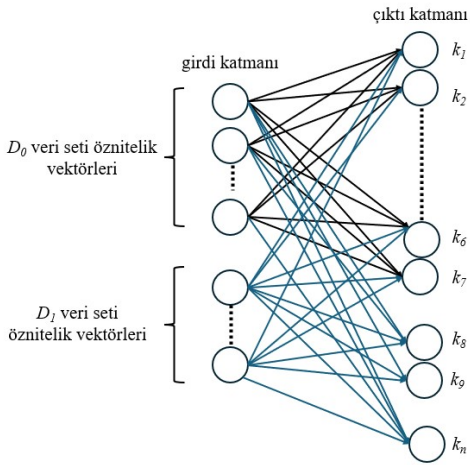 çıktı katmanı
girdi katmanı
k1
k2
D0 veri seti öznitelik
vektörleri
k6
k7
D1 veri seti
öznitelik vektörleri
k8
k9
kn